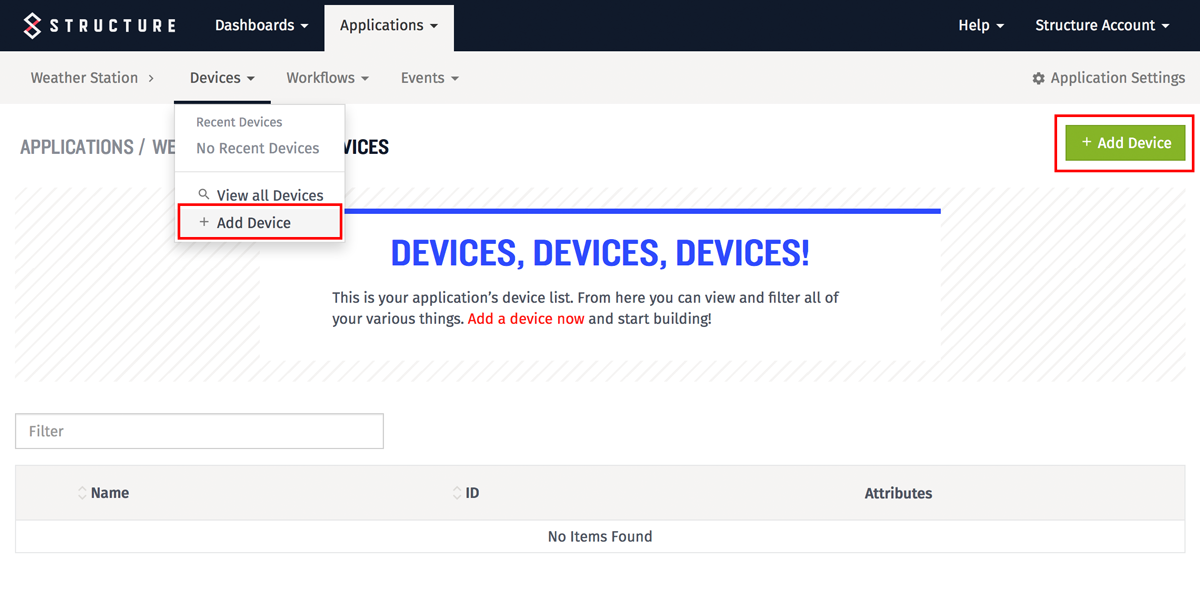 STRUCTURE Dashboards Applications Help Structure Account
Weather Station Devices Workflows Events Application Settings
Recent Devices
No Recent Devices
View all Devices
+ Add Device
APPLICATIONS / WE VICES
+ Add Device
DEVICES, DEVICES, DEVICES!
This is your application’s device list. From here you can view and filter all of
your various things. Add a device now and start building!
Filter
Name ID Attributes
No Items Found